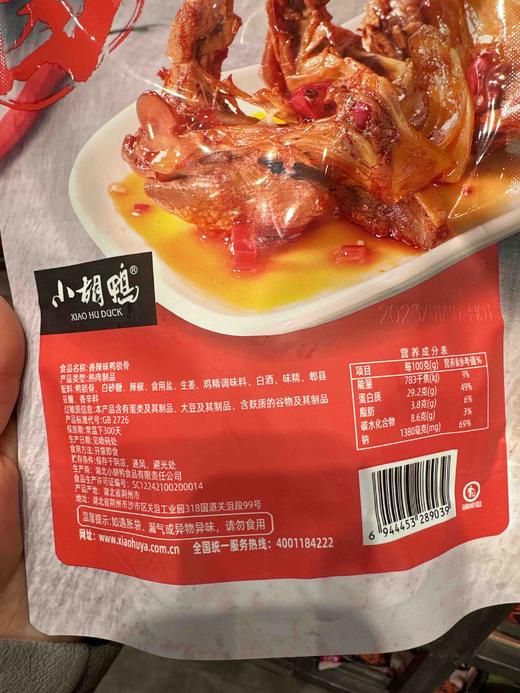 小胡鸭®
XIAO HU DUCK
食品名称:香辣味鸭锁骨
产品类型:熟肉制品
配料:鸭锁骨、白砂糖、辣椒、食用盐、生姜、鸡精调味料、白酒、味精、郫县
豆瓣、香辛料
过敏原信息:本产品含有蛋类及其制品、大豆及其制品、含麸质的谷物及其制品
产品标准代号:GB 2726
保质期:常温下300天
生产日期:见喷码处
食用方法:开袋即食
贮存条件:保存于阴凉,通风,避光处
生产商:湖北小胡鸭食品有限责任公司
食品生产许可证编号:SC12242100200014
产品产地:湖北省荆州市
地址:湖北省荆州市沙市区关沮工业园318国道关沮段99号
温馨提示:如遇胀袋、漏气或异物异味,请勿食用
网址:www.xiaohuya.com.cn 全国统一服务热线:4001184222
营养成分表
项目 每100克(g) 营养素参考值%
能量 783千焦(kJ) 9%
蛋白质 29.2克(g) 49%
脂肪 3.8克(g) 6%
碳水化合物 8.6克(g) 3%
钠 1380毫克(mg) 69%
6 944453 289039